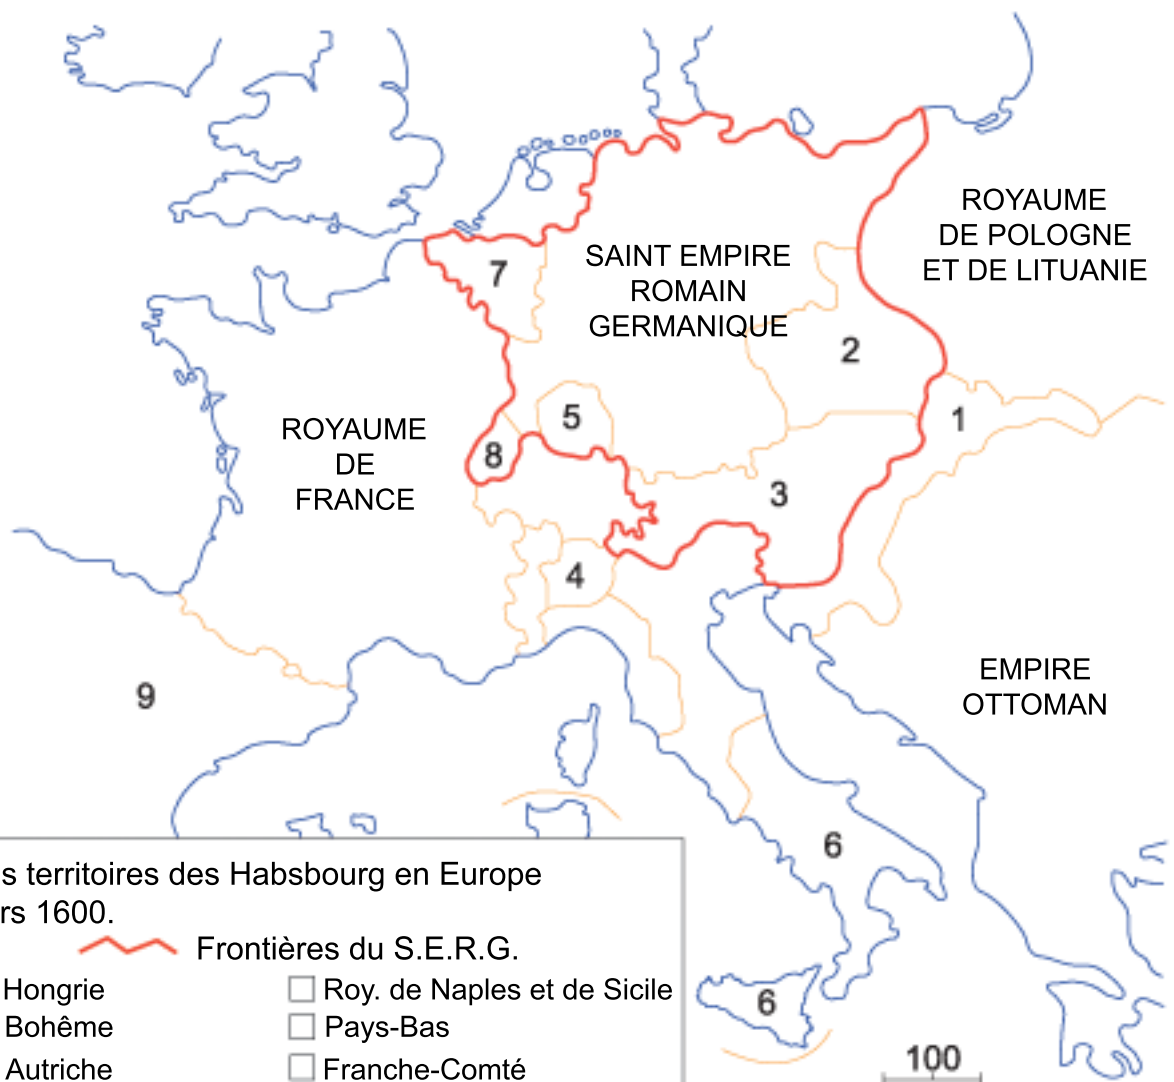 ROYAUME
DE POLOGNE
ET DE LITUANIE
SAINT EMPIRE
ROMAIN
GERMANIQUE
7
2
1
5
8
ROYAUME
DE
FRANCE
3
4
9
EMPIRE
OTTOMAN
6
6
s territoires des Habsbourg en Europe
rs 1600.
Frontières du S.E.R.G.
Hongrie
Roy. de Naples et de Sicile
Bohême
Pays-Bas
Autriche
Franche-Comté
100